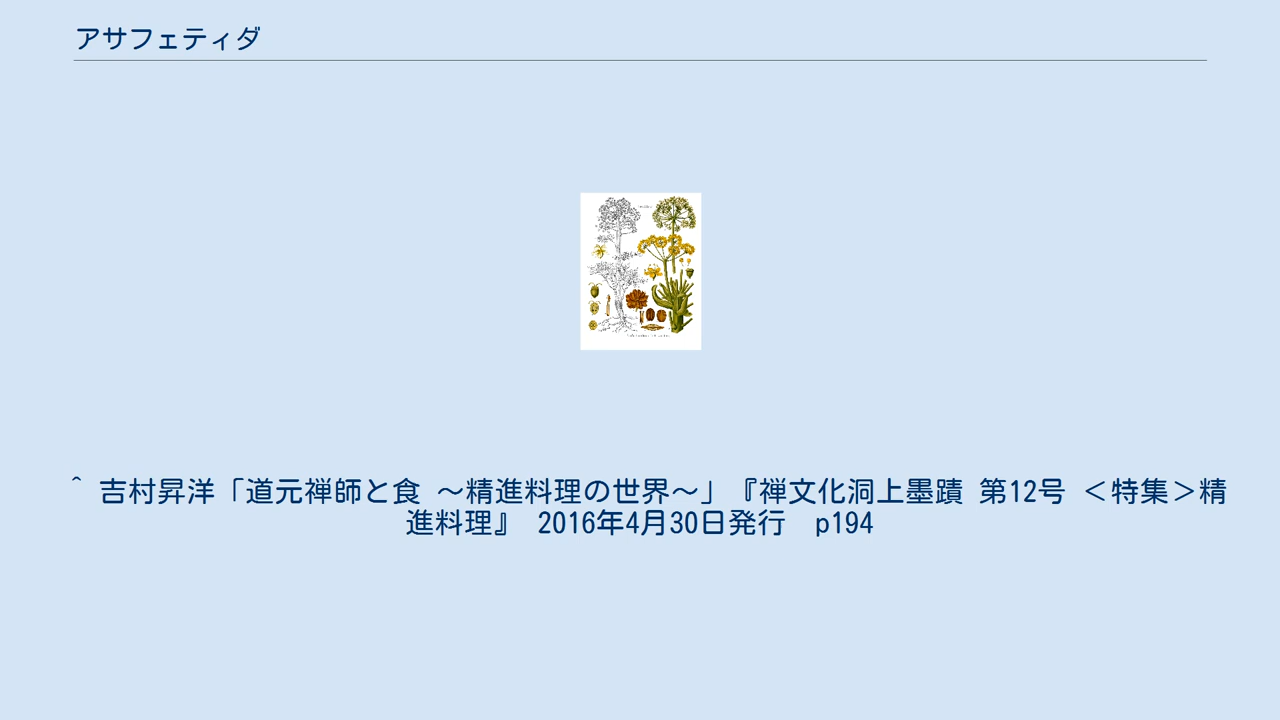 アサフェティダ
^ 吉村昇洋「道元禅師と食 ～精進料理の世界～」『禅文化洞上墨蹟 第12号 ＜特集＞精
進料理』 2016年4月30日発行　p194